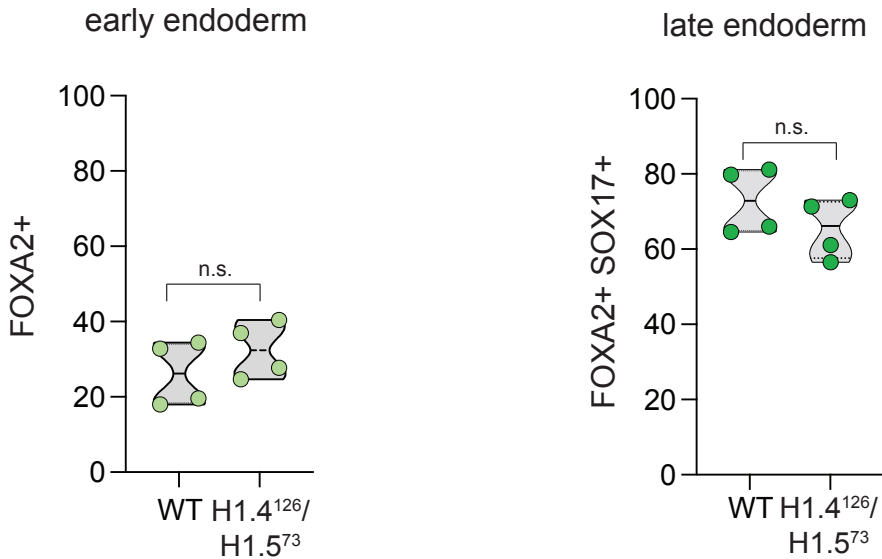 early endoderm
FOXA2+
100
80
60
40
20
0
n.s.
WT H1.4¹²⁶/
H1.5⁷³
late endoderm
FOXA2+ SOX17+
100
80
60
40
20
0
n.s.
WT H1.4¹²⁶/
H1.5⁷³